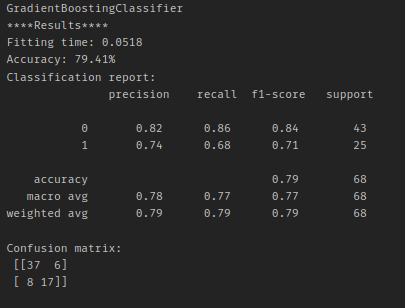 GradientBoostingClassifier
****Results****
Fitting time: 0.0518
Accuracy: 79.41%
Classification report:
precision recall f1-score support
0 0.82 0.86 0.84 43
1 0.74 0.68 0.71 25
accuracy 0.79 68
macro avg 0.78 0.77 0.77 68
weighted avg 0.79 0.79 0.79 68
Confusion matrix:
[[37 6]
[ 8 17]]